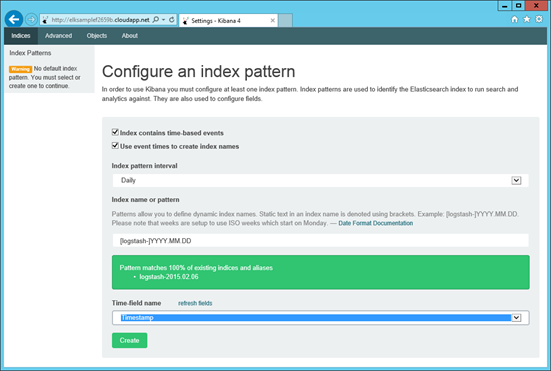 http://elksamplef2659b.cloudapp.net
Settings - Kibana 4
Indices Advanced Objects About
Index Patterns
Warning No default index
pattern. You must select or
create one to continue.
Configure an index pattern
In order to use Kibana you must configure at least one index pattern. Index patterns are used to identify the Elasticsearch index to run search and
analytics against. They are also used to configure fields.
Index contains time-based events
Use event times to create index names
Index pattern interval
Daily
Index name or pattern
Patterns allow you to define dynamic index names. Static text in an index name is denoted using brackets. Example: [logstash-]YYYY.MM.DD.
Please note that weeks are setup to use ISO weeks which start on Monday. — Date Format Documentation
[logstash-]YYYY.MM.DD
Pattern matches 100% of existing indices and aliases
• logstash-2015.02.06
Time-field name refresh fields
Timestamp
Create